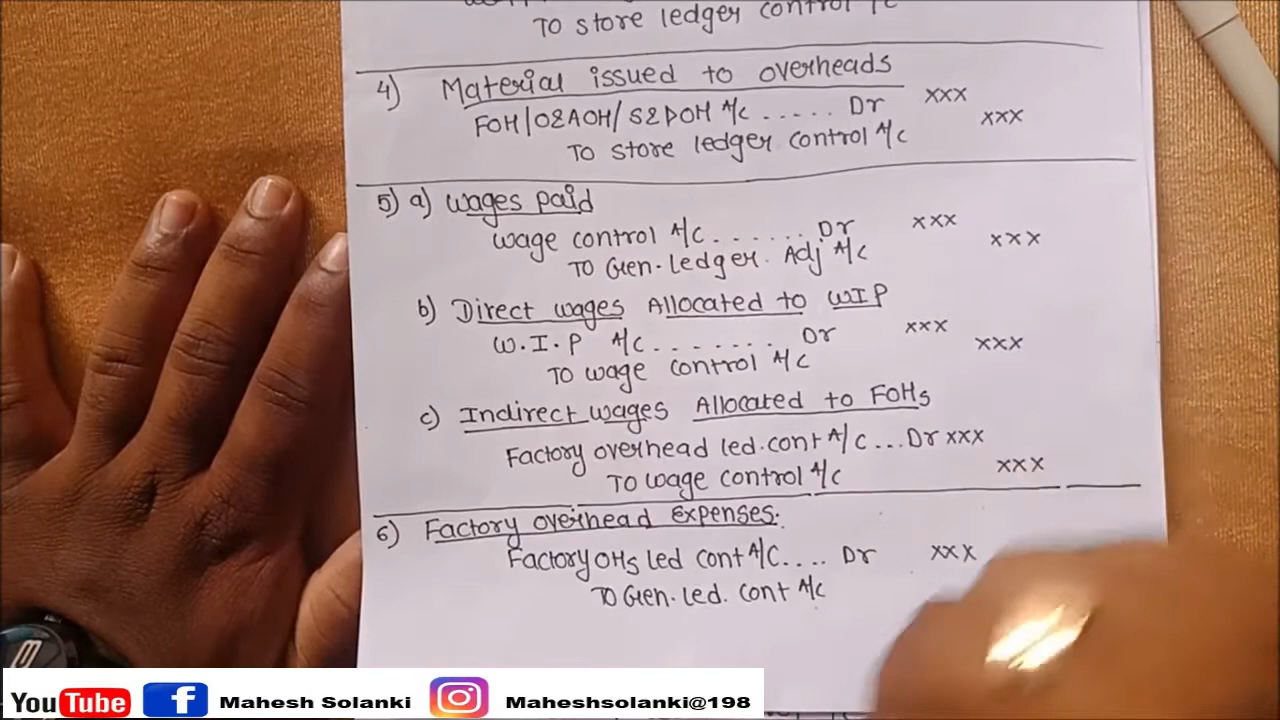 To store ledger control A/c
4) Material issued to overheads
FOH/O&AOH/S&DOH A/c ..... Dr xxx
To store ledger control A/c xxx
5) a) Wages paid
wage control A/c ...... Dr xxx
To Gen.ledger. Adj A/c xxx
b) Direct wages Allocated to WIP
W.I.P A/c ....... Dr xxx
To wage control A/c xxx
c) Indirect wages Allocated to FOHs
Factory overhead led.cont A/c ...Dr xxx
To wage control A/c xxx
6) Factory overhead Expenses.
Factory OHs led cont A/c .... Dr xxx
To Gen.led. cont A/c
YouTube f Mahesh Solanki Maheshsolanki@198